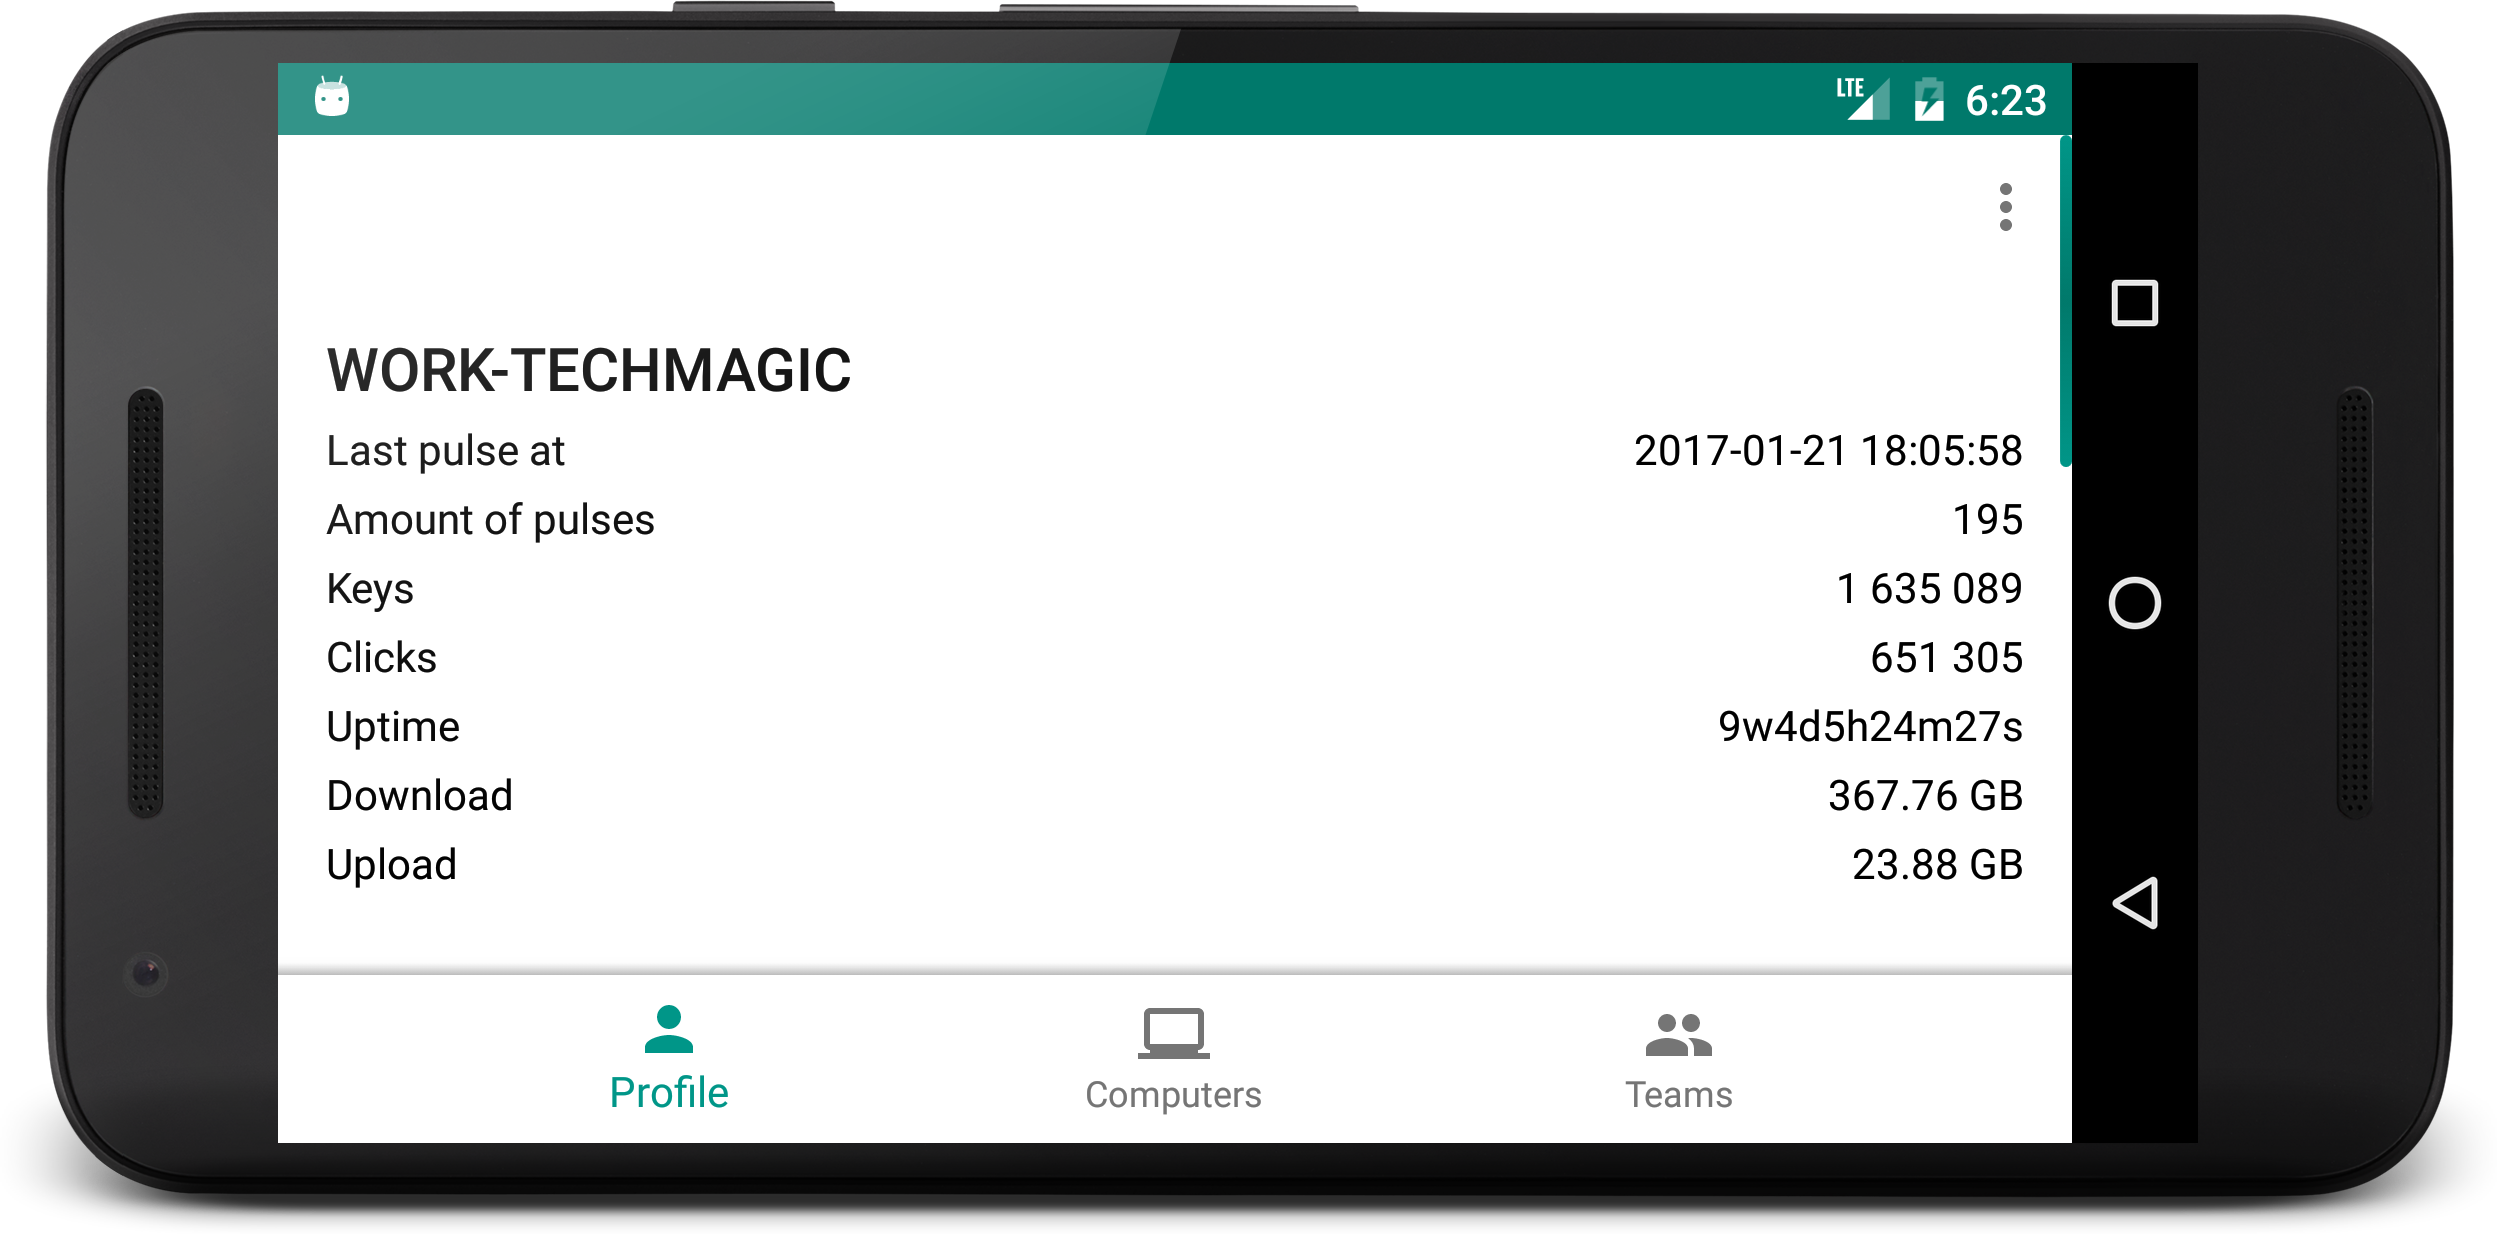 LTE 6:23
WORK-TECHMAGIC
Last pulse at 2017-01-21 18:05:58
Amount of pulses 195
Keys 1 635 089
Clicks 651 305
Uptime 9w4d5h24m27s
Download 367.76 GB
Upload 23.88 GB
Profile Computers Teams